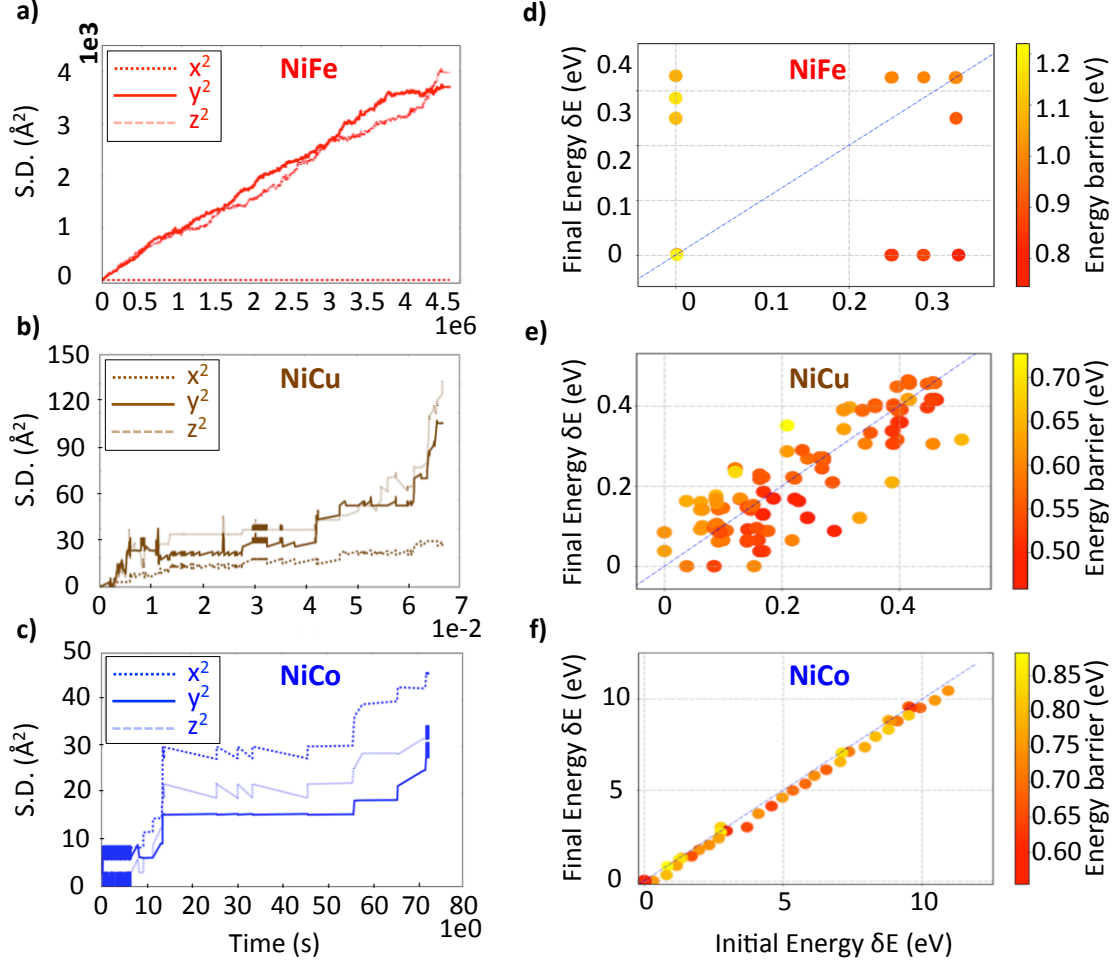 a)
1e3
NiFe
x²
y²
z²
S.D. (Å²)
4
3
2
1
0
0 0.5 1 1.5 2 2.5 3 3.5 4 4.5
1e6
b)
NiCu
x²
y²
z²
S.D. (Å²)
150
120
90
60
30
0
0 1 2 3 4 5 6 7
1e-2
c)
NiCo
x²
y²
z²
S.D. (Å²)
50
40
30
20
10
0
0 10 20 30 40 50 60 70 80
1e0
Time (s)
d)
NiFe
Final Energy δE (eV)
0.4
0.3
0.2
0.1
0
0 0.1 0.2 0.3
1.2
1.1
1.0
0.9
0.8
Energy barrier (eV)
e)
NiCu
Final Energy δE (eV)
0.4
0.2
0
0 0.2 0.4
0.70
0.65
0.60
0.55
0.50
Energy barrier (eV)
f)
NiCo
Final Energy δE (eV)
10
5
0
0 5 10
0.85
0.80
0.75
0.70
0.65
0.60
Energy barrier (eV)
Initial Energy δE (eV)